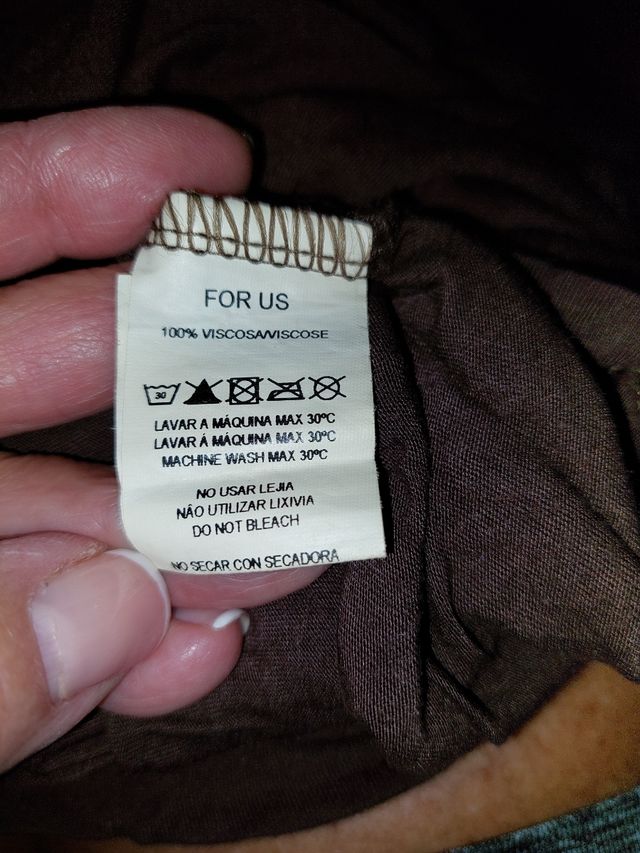 FOR US
100% VISCOSA/VISCOSE
30
LAVAR A MÁQUINA MAX 30ºC
LAVAR Á MÁQUINA MAX 30ºC
MACHINE WASH MAX 30ºC
NO USAR LEJIA
NÂO UTILIZAR LIXIVIA
DO NOT BLEACH
NO SECAR CON SECADORA